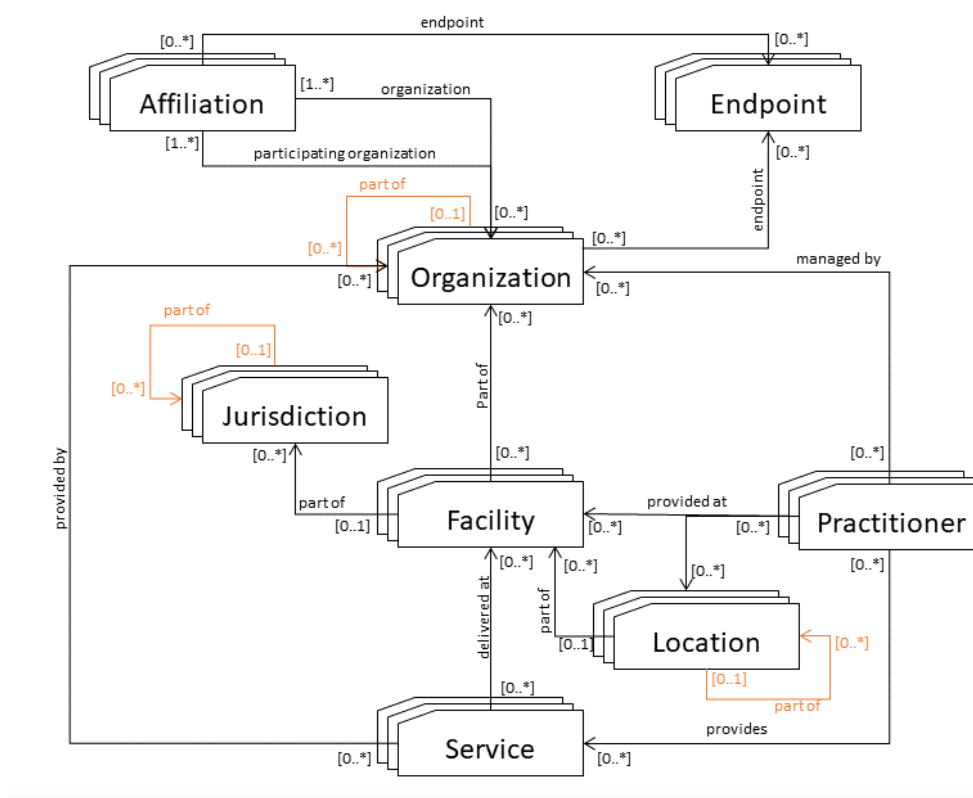 endpoint
[0..*]
[0..*]
Affiliation
Endpoint
[1..*]
organization
[1..*]
participating organization
[0..*]
part of
endpoint
[0..1]
[0..*]
[0..*]
[0..*]
managed by
[0..*]
Organization
[0..*]
[0..*]
part of
[0..1]
Part of
[0..*]
Jurisdiction
[0..*]
[0..*]
[0..*]
provided by
part of
provided at
[0..1]
Facility
[0..*]
[0..*]
Practitioner
[0..*]
[0..*]
[0..*]
[0..*]
delivered at
part of
[0..1]
Location
[0..*]
[0..1]
[0..*]
part of
provides
[0..*]
Service
[0..*]